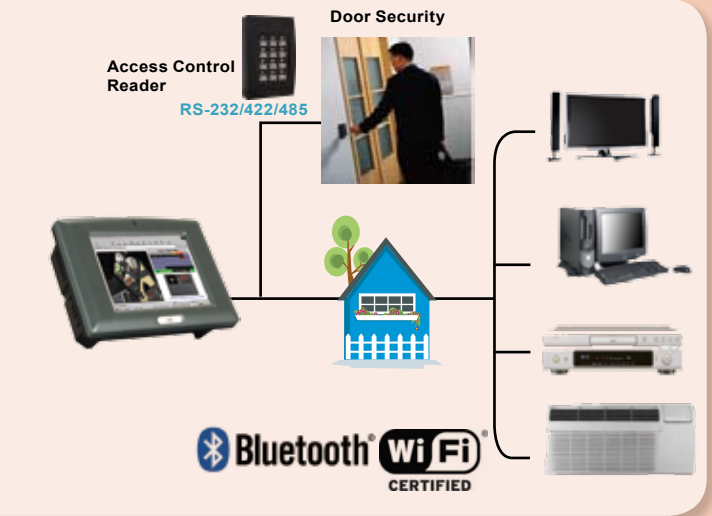 Door Security
Access Control
Reader
RS-232/422/485
Bluetooth®
Wi Fi®
CERTIFIED